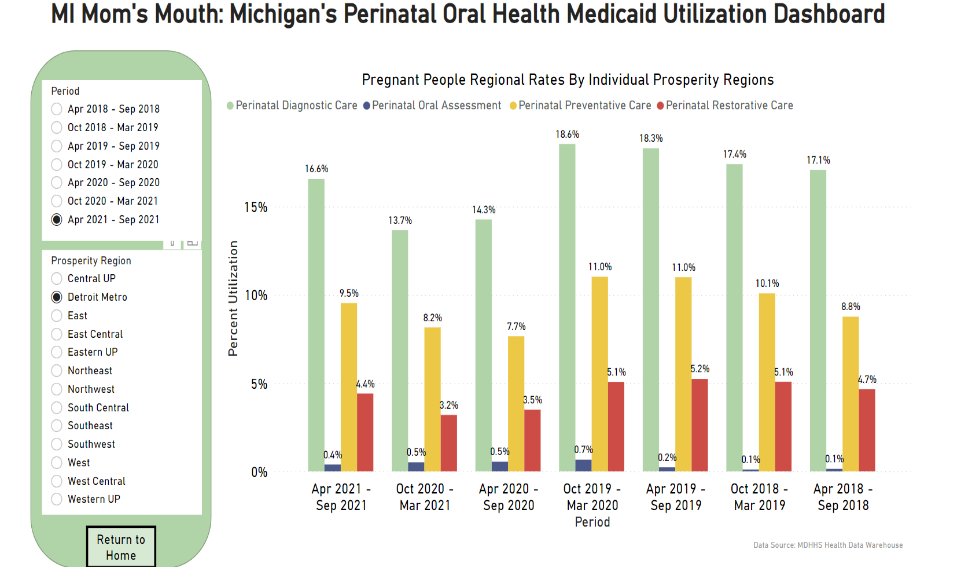 MI Mom's Mouth: Michigan's Perinatal Oral Health Medicaid Utilization Dashboard
Period
Apr 2018 - Sep 2018
Oct 2018 - Mar 2019
Apr 2019 - Sep 2019
Oct 2019 - Mar 2020
Apr 2020 - Sep 2020
Oct 2020 - Mar 2021
Apr 2021 - Sep 2021
Prosperity Region
Central UP
Detroit Metro
East
East Central
Eastern UP
Northeast
Northwest
South Central
Southeast
Southwest
West
West Central
Western UP
Return to
Home
Pregnant People Regional Rates By Individual Prosperity Regions
Perinatal Diagnostic Care Perinatal Oral Assessment Perinatal Preventative Care Perinatal Restorative Care
Percent Utilization
15%
10%
5%
0%
16.6% 0.4% 9.5% 4.4%
13.7% 0.5% 8.2% 3.2%
14.3% 0.5% 7.7% 3.5%
18.6% 0.7% 11.0% 5.1%
18.3% 0.2% 11.0% 5.2%
17.4% 0.1% 10.1% 5.1%
17.1% 0.1% 8.8% 4.7%
Apr 2021 - Oct 2020 - Apr 2020 - Oct 2019 - Apr 2019 - Oct 2018 - Apr 2018 -
Sep 2021 Mar 2021 Sep 2020 Mar 2020 Sep 2019 Mar 2019 Sep 2018
Period
Data Source: MDHHS Health Data Warehouse